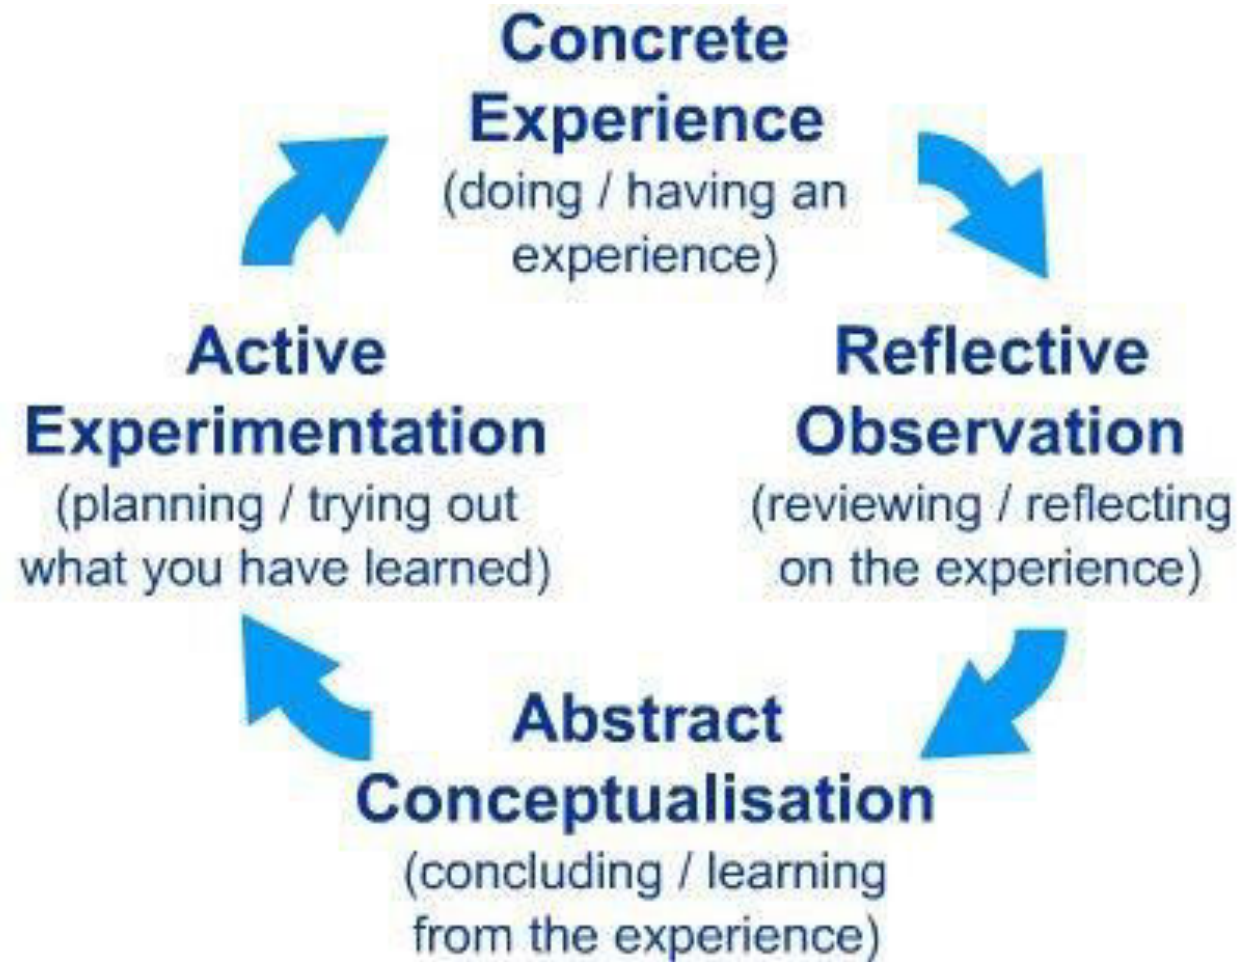 Concrete
Experience
(doing / having an
experience)
Reflective
Observation
(reviewing / reflecting
on the experience)
Abstract
Conceptualisation
(concluding / learning
from the experience)
Active
Experimentation
(planning / trying out
what you have learned)